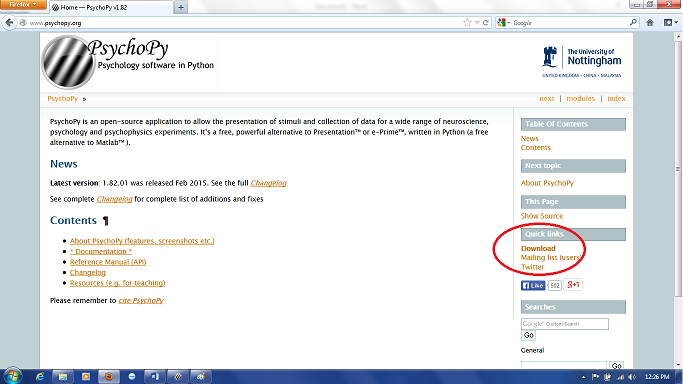 Firefox
Home — PsychoPy v1.82
www.psychopy.org
Google
PsychoPy
Psychology software in Python
The University of
Nottingham
UNITED KINGDOM · CHINA · MALAYSIA
PsychoPy »
next | modules | index
PsychoPy is an open-source application to allow the presentation of stimuli and collection of data for a wide range of neuroscience,
psychology and psychophysics experiments. It's a free, powerful alternative to Presentation™ or e-Prime™, written in Python (a free
alternative to Matlab™ ).
News
Latest version: 1.82.01 was released Feb 2015. See the full Changelog
See complete Changelog for complete list of additions and fixes
Contents ¶
About PsychoPy (features, screenshots etc.)
* Documentation *
Reference Manual (API)
Changelog
Resources (e.g. for teaching)
Please remember to cite PsychoPy
Table Of Contents
News
Contents
Next topic
About PsychoPy
This Page
Show Source
Quick links
Download
Mailing list (users)
Twitter
Like 502 g+1
Searches
Google™ Custom Search
Go
General
Go
12:26 PM